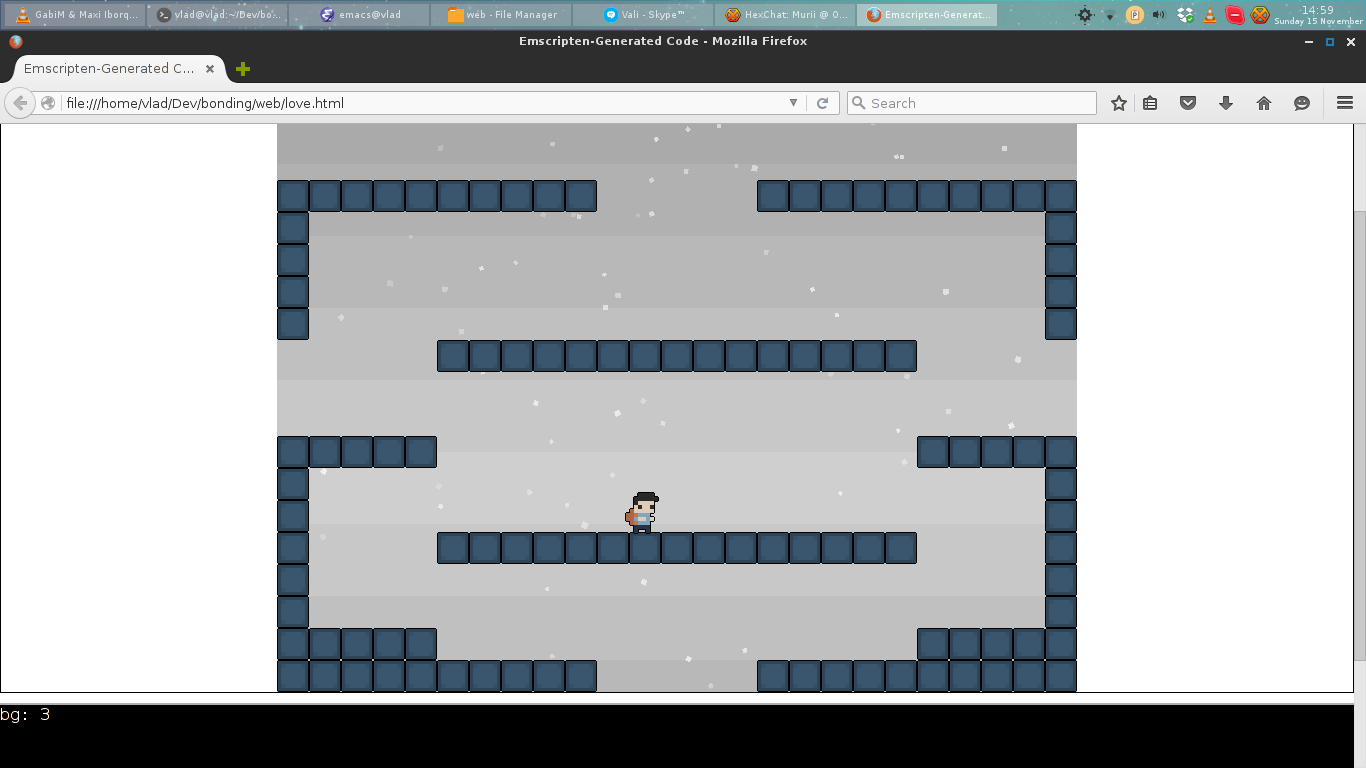 GabiM & Maxi Iborq...
vlad@vlad:~/Dev/bo...
emacs@vlad
web - File Manager
Vali - Skype™
HexChat: Murii @ O...
Emscripten-Generat...
14:59
Sunday 15 November
Emscripten-Generated Code - Mozilla Firefox
Emscripten-Generated C...
file:///home/vlad/Dev/bonding/web/love.html
Search
bg: 3